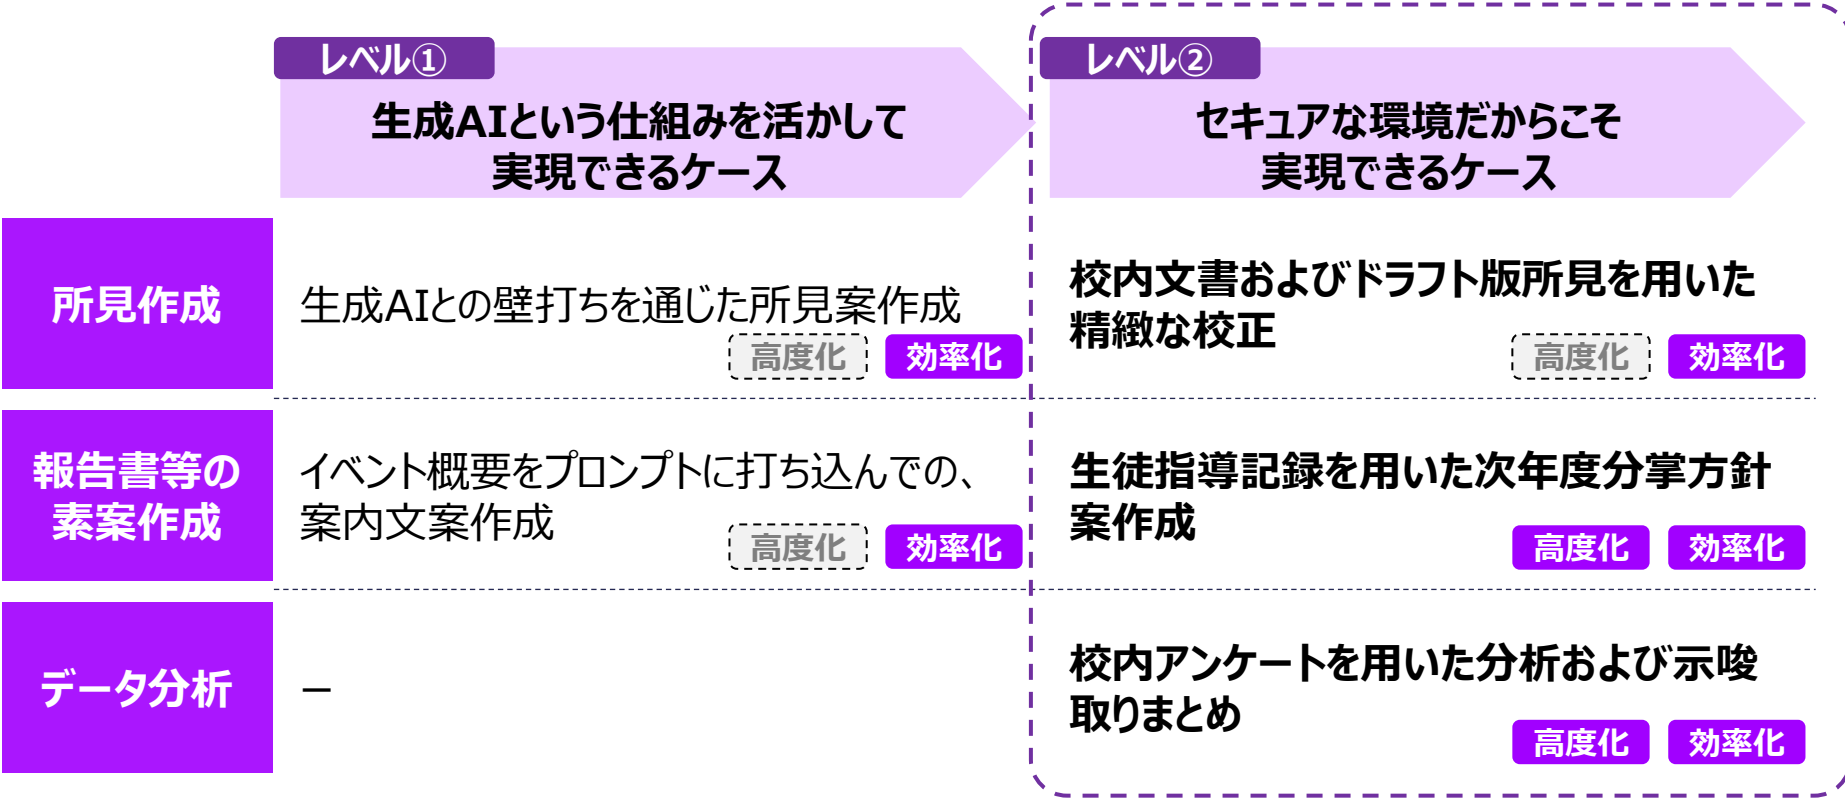 レベル①
生成AIという仕組みを活かして
実現できるケース
レベル②
セキュアな環境だからこそ
実現できるケース
所見作成
生成AIとの壁打ちを通じた所見案作成
高度化
効率化
校内文書およびドラフト版所見を用いた
精緻な校正
高度化
効率化
報告書等の
素案作成
イベント概要をプロンプトに打ち込んでの、
案内文案作成
高度化
効率化
生徒指導記録を用いた次年度分掌方針
案作成
高度化
効率化
データ分析
－
校内アンケートを用いた分析および示唆
取りまとめ
高度化
効率化